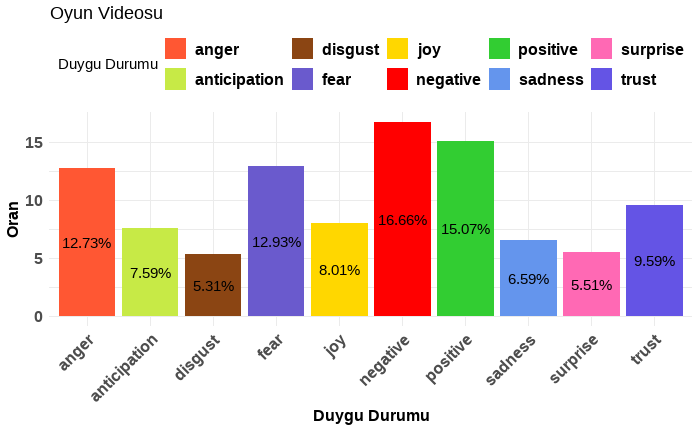 Oyun Videosu
Duygu Durumu
anger
disgust
joy
positive
surprise
anticipation
fear
negative
sadness
trust
Oran
15
10
5
0
12.73%
7.59%
5.31%
12.93%
8.01%
16.66%
15.07%
6.59%
5.51%
9.59%
anger
anticipation
disgust
fear
joy
negative
positive
sadness
surprise
trust
Duygu Durumu